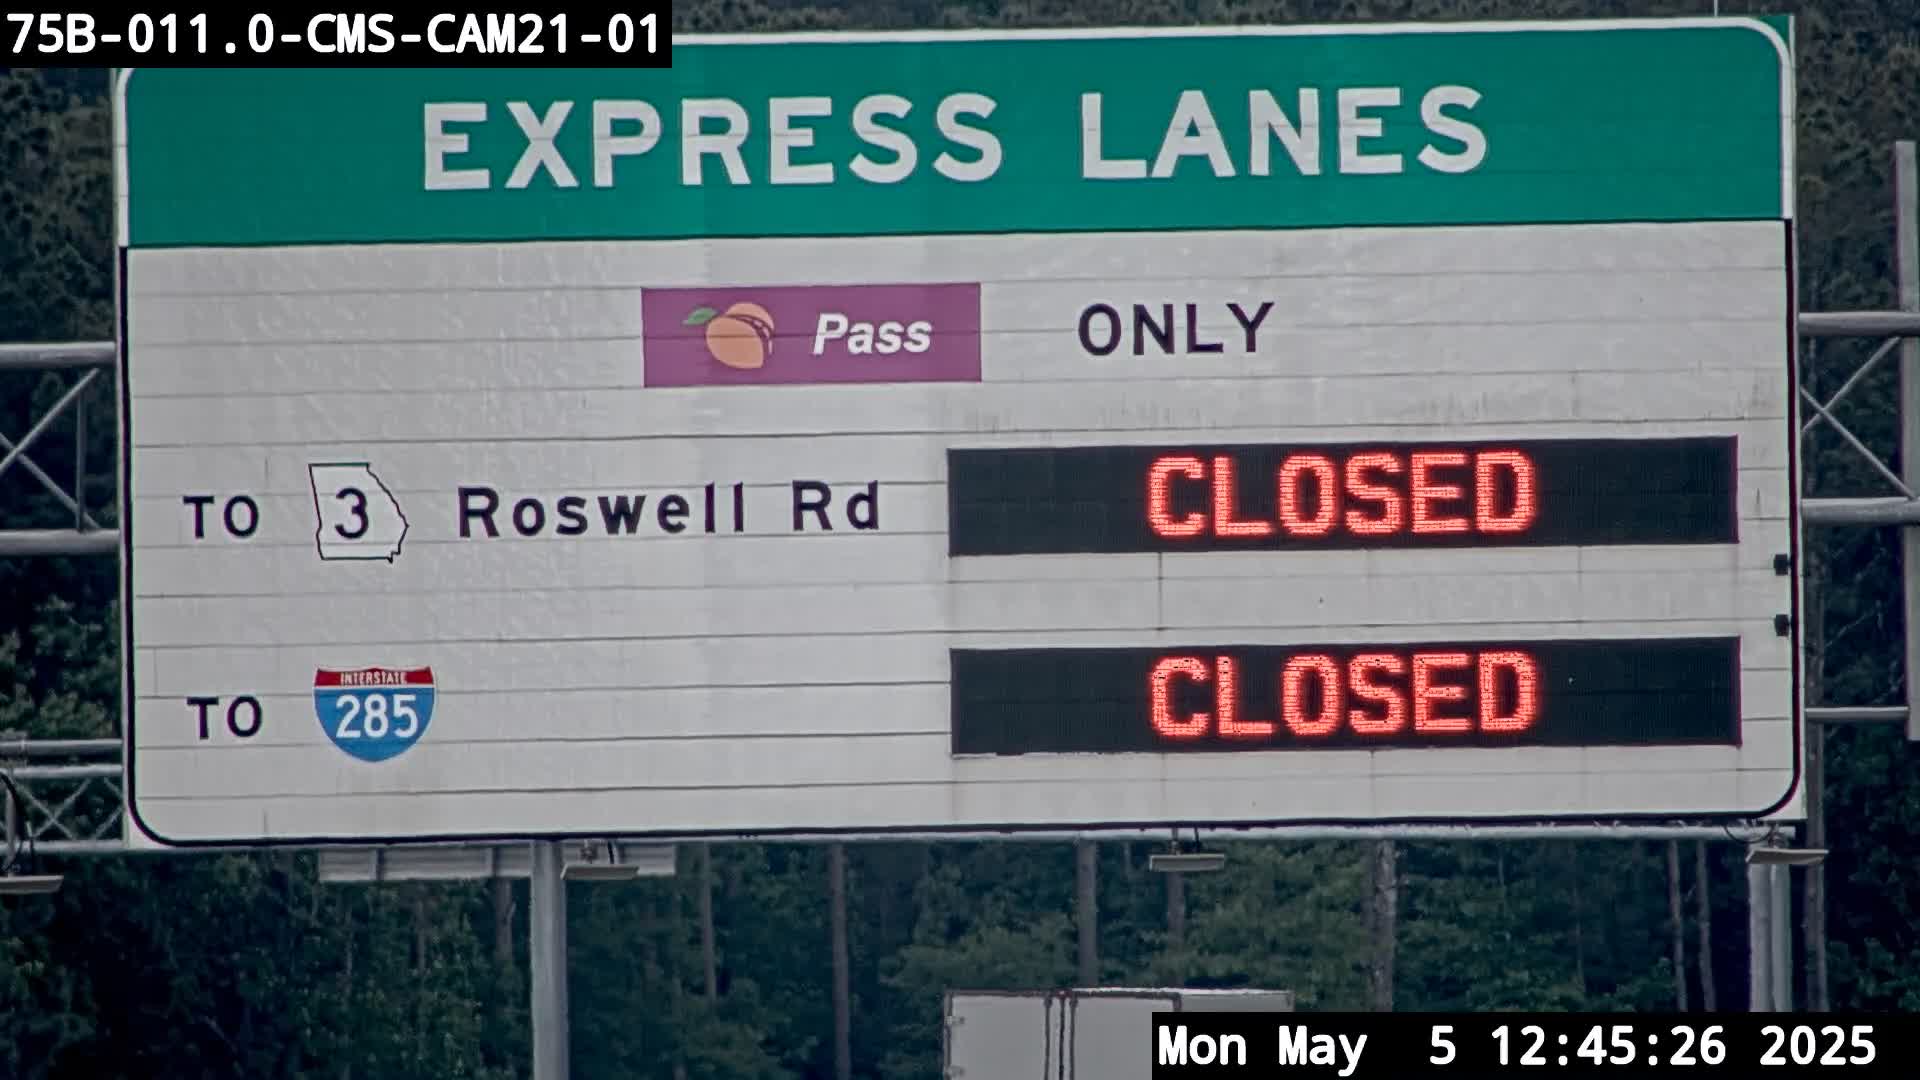 75B-011.0-CMS-CAM21-01
EXPRESS LANES
Pass ONLY
TO 3 Roswell Rd CLOSED
INTERSTATE
TO 285 CLOSED
Mon May 5 12:45:26 2025